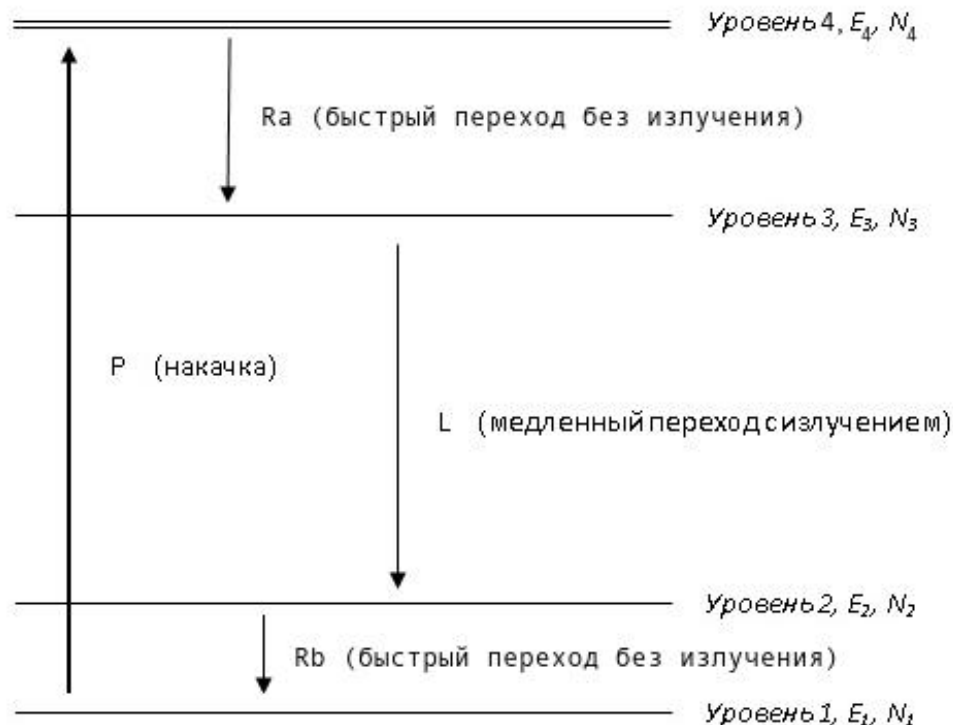 Уровень 4, E₄, N₄
Ra (быстрый переход без излучения)
Уровень 3, E₃, N₃
P (накачка)
L (медленный переход с излучением)
Уровень 2, E₂, N₂
Rb (быстрый переход без излучения)
Уровень 1, E₁, N₁